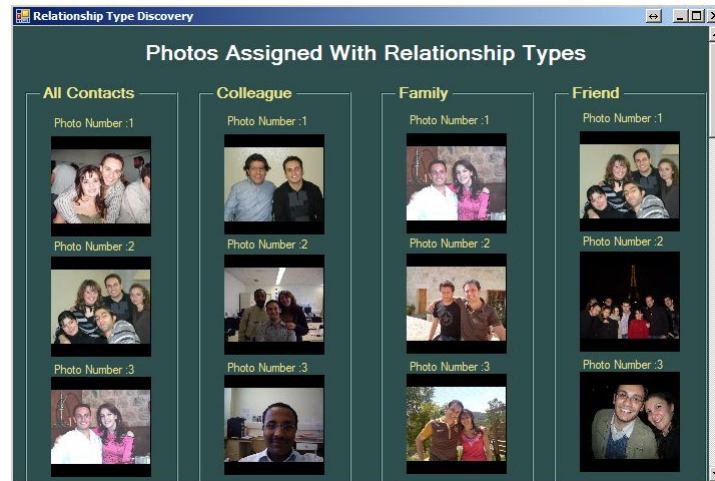 Relationship Type Discovery
Photos Assigned With Relationship Types
All Contacts
Photo Number :1
Photo Number :2
Photo Number :3
Colleague
Photo Number :1
Photo Number :2
Photo Number :3
Family
Photo Number :1
Photo Number :2
Photo Number :3
Friend
Photo Number :1
Photo Number :2
Photo Number :3